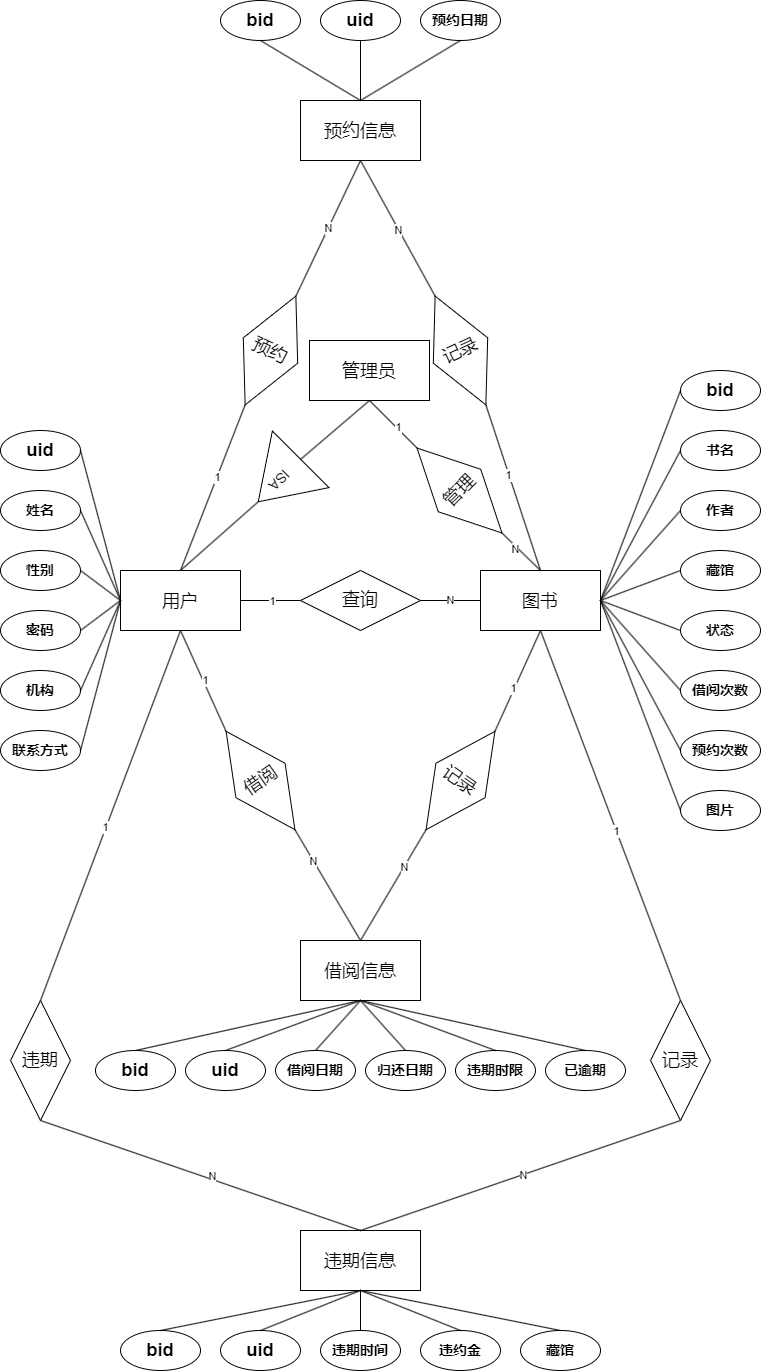 bid
uid
预约日期
预约信息
N
N
预约
管理员
记录
1
1
1
ISA
管理
N
bid
书名
作者
藏馆
状态
借阅次数
预约次数
图片
uid
姓名
性别
密码
机构
联系方式
用户
1
查询
N
图书
1
1
借阅
记录
1
1
N
N
借阅信息
bid
uid
借阅日期
归还日期
违期时限
已逾期
违期
记录
N
N
违期信息
bid
uid
违期时间
违约金
藏馆